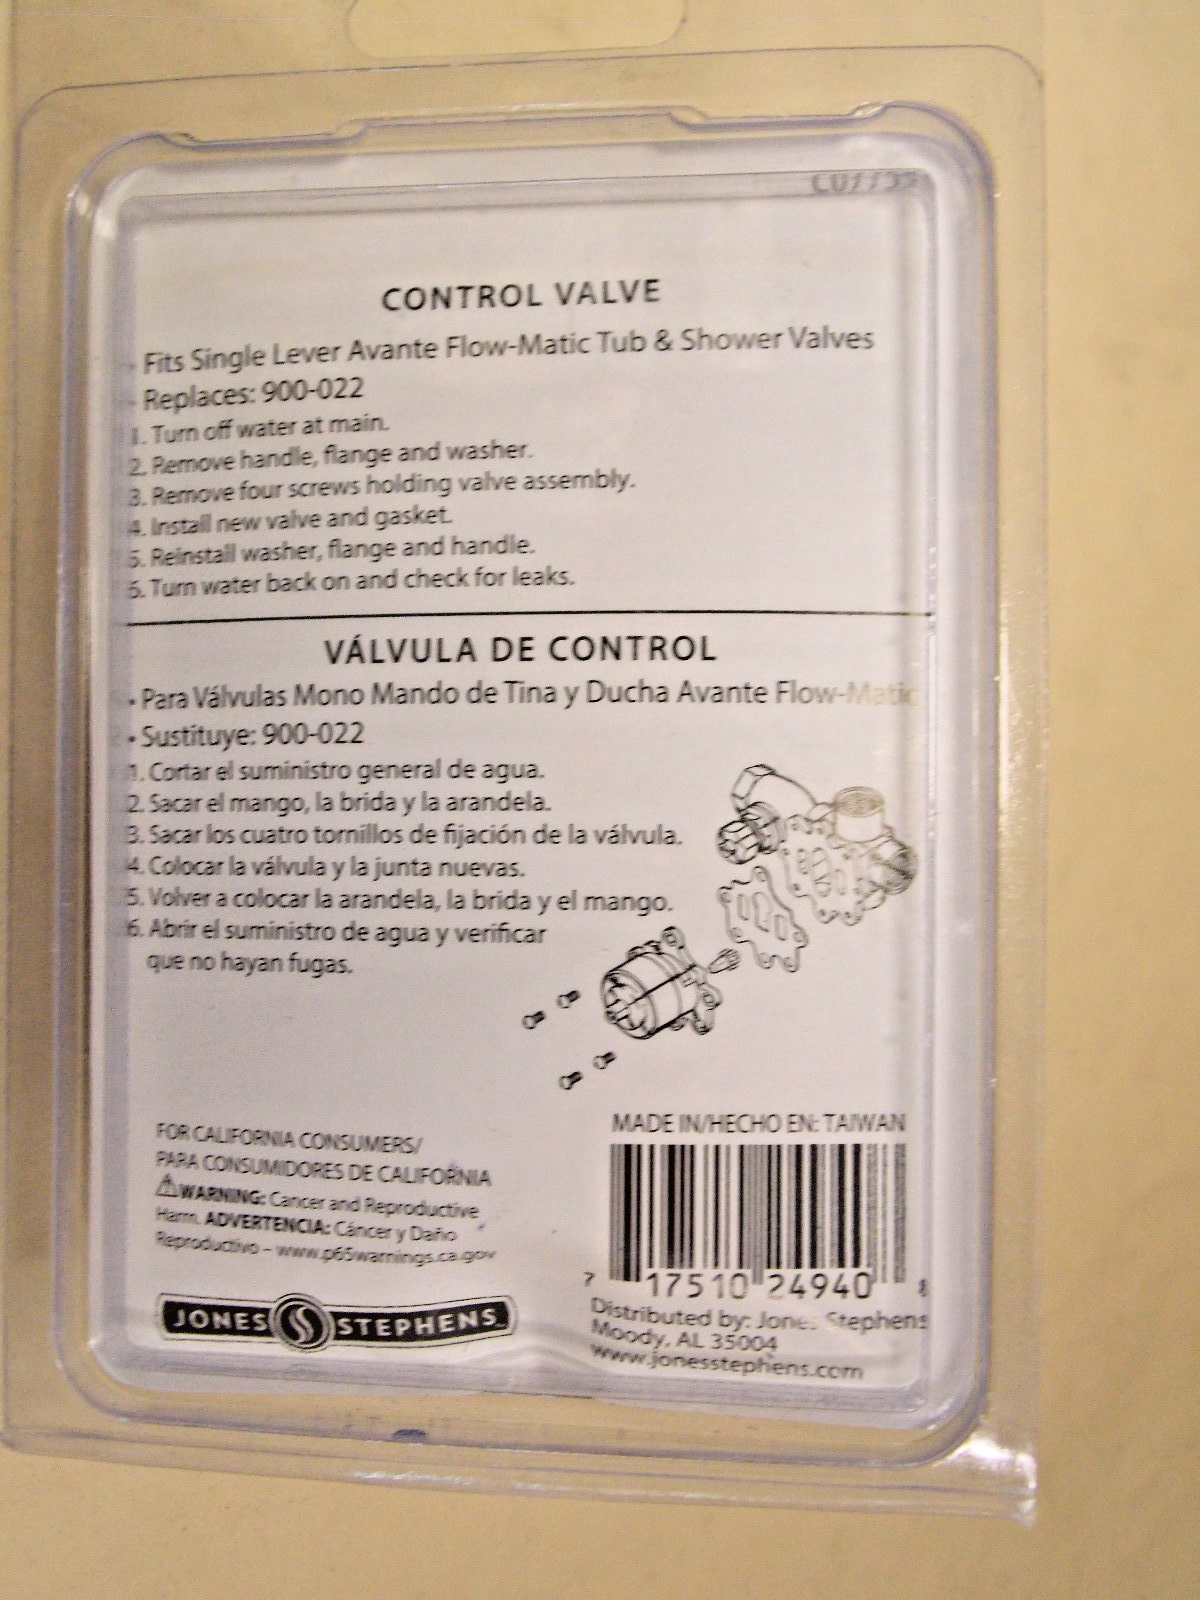 CONTROL VALVE
• Fits Single Lever Avante Flow-Matic Tub & Shower Valves
• Replaces: 900-022
1. Turn off water at main.
2. Remove handle, flange and washer.
3. Remove four screws holding valve assembly.
4. Install new valve and gasket.
5. Reinstall washer, flange and handle.
6. Turn water back on and check for leaks.
VÁLVULA DE CONTROL
• Para Válvulas Mono Mando de Tina y Ducha Avante Flow-Matic
• Sustituye: 900-022
1. Cortar el suministro general de agua.
2. Sacar el mango, la brida y la arandela.
3. Sacar los cuatro tornillos de fijación de la válvula.
4. Colocar la válvula y la junta nuevas.
5. Volver a colocar la arandela, la brida y el mango.
6. Abrir el suministro de agua y verificar
que no hayan fugas.
FOR CALIFORNIA CONSUMERS/
PARA CONSUMIDORES DE CALIFORNIA
⚠WARNING: Cancer and Reproductive
Harm. ADVERTENCIA: Cáncer y Daño
Reproductivo – www.p65warnings.ca.gov
JONES STEPHENS
MADE IN/HECHO EN: TAIWAN
7 17510 24940 8
Distributed by: Jones Stephens
Moody, AL 35004
www.jonesstephens.com